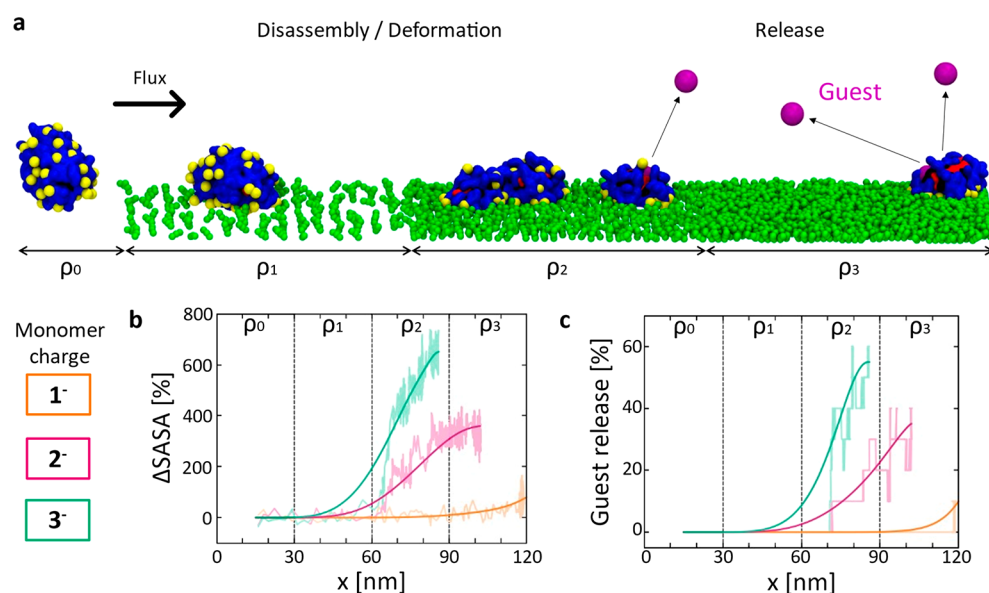 a
Disassembly / Deformation
Release
Flux
Guest
ρ0
ρ1
ρ2
ρ3
Monomer
charge
1-
2-
3-
b
ρ0 ρ1 ρ2 ρ3
ΔSASA [%]
800
600
400
200
0
0 30 60 90 120
x [nm]
c
ρ0 ρ1 ρ2 ρ3
Guest release [%]
60
40
20
0
0 30 60 90 120
x [nm]